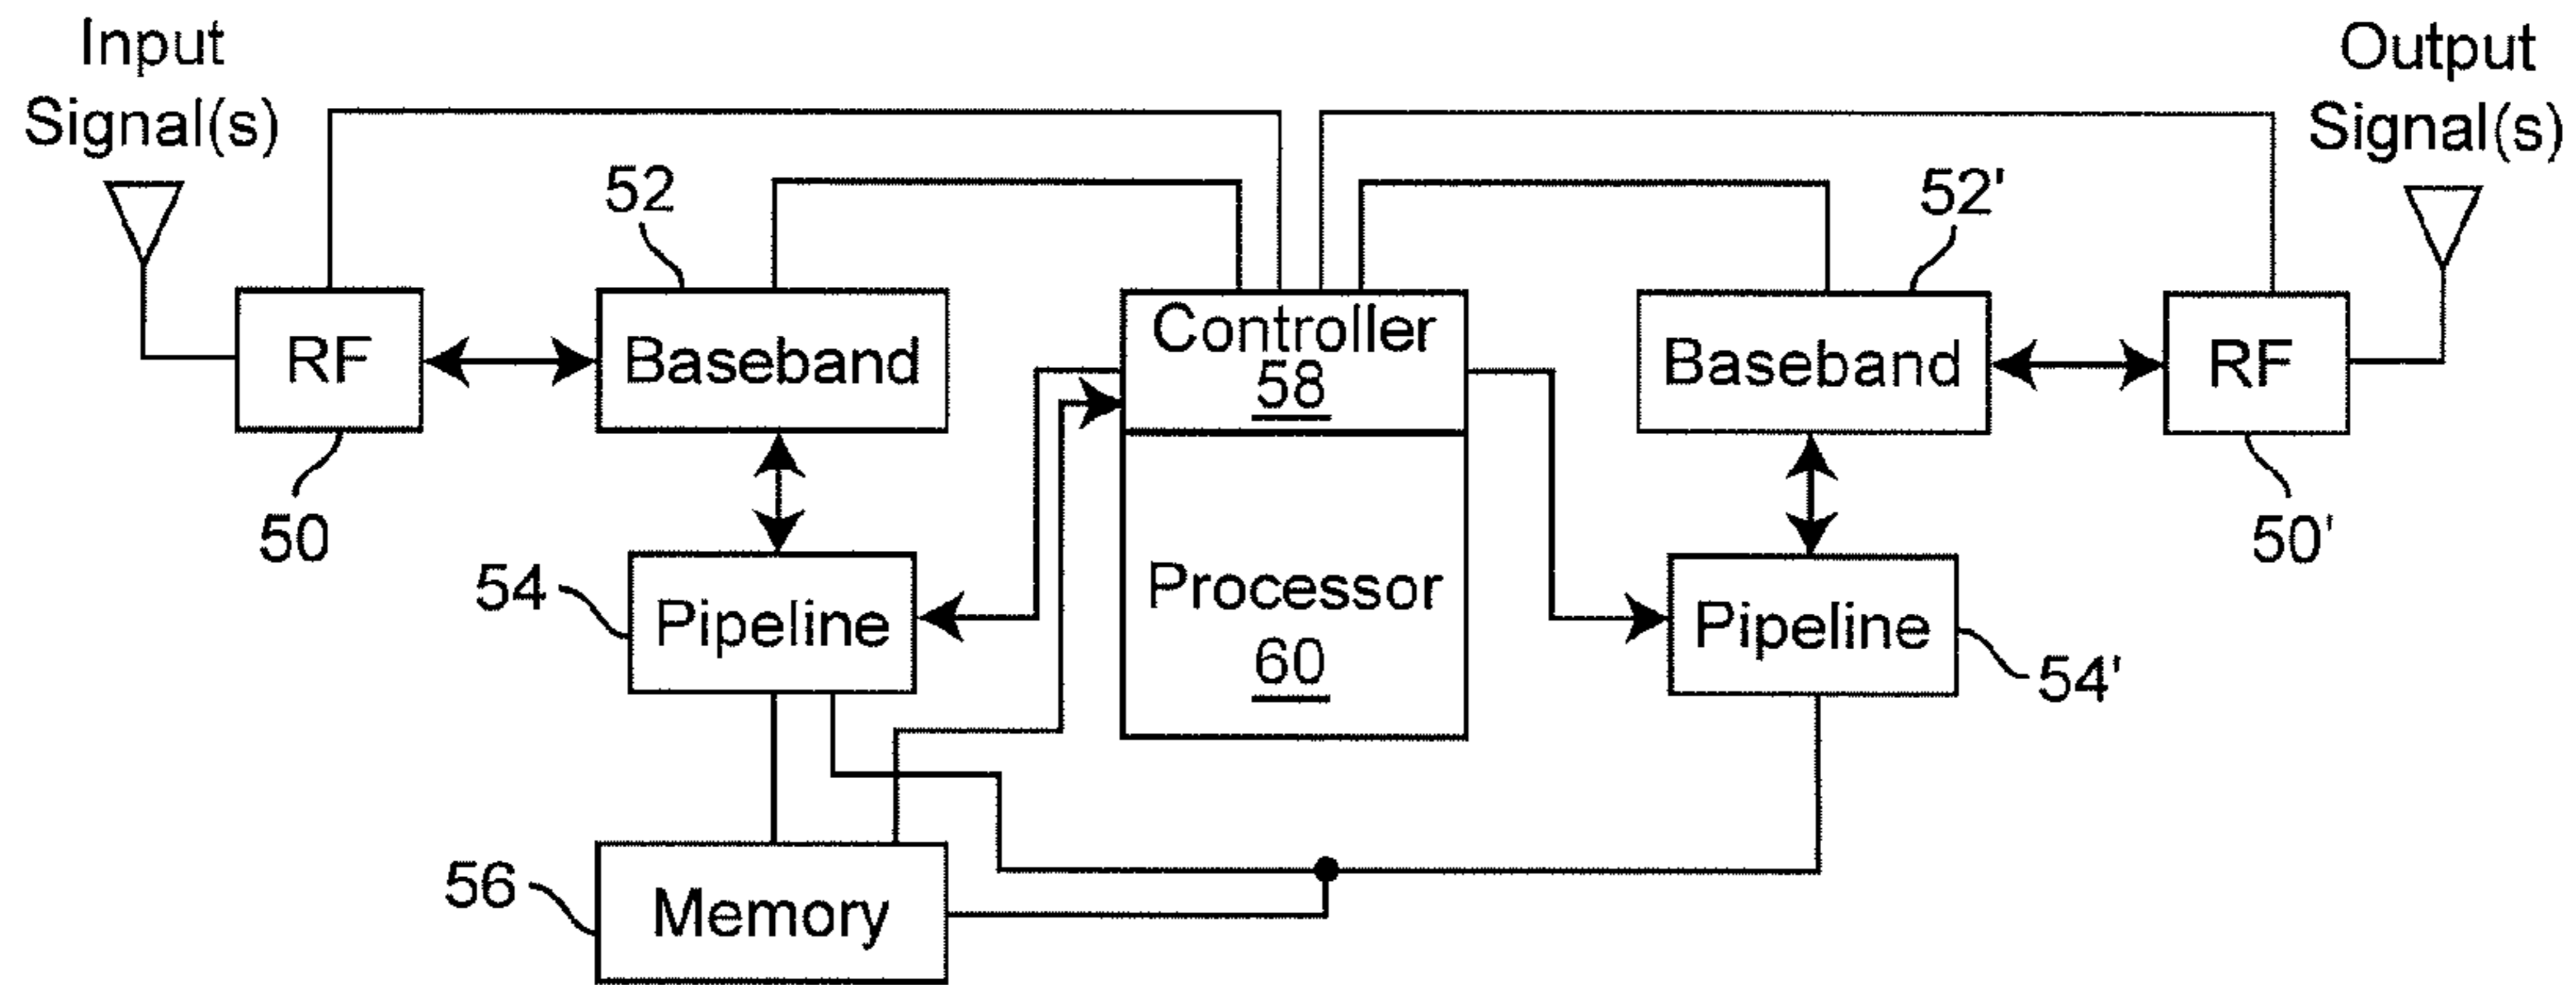 Input
Signal(s)
Output
Signal(s)
52
52'
RF
Baseband
Controller
58
Baseband
RF
50
50'
54
Pipeline
Processor
60
Pipeline
54'
56
Memory